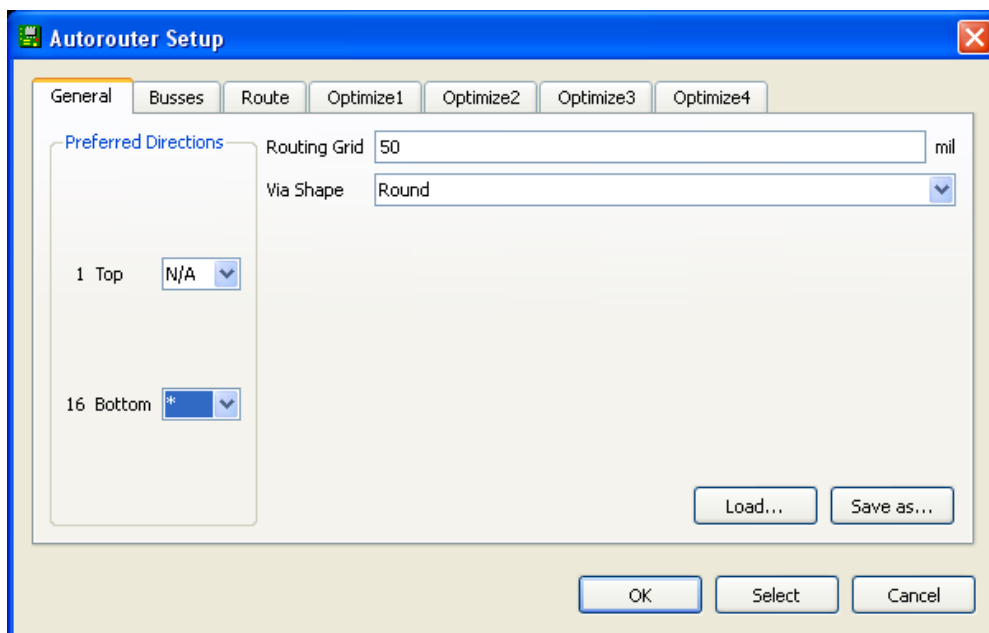 Autorouter Setup
General Busses Route Optimize1 Optimize2 Optimize3 Optimize4
Preferred Directions
Routing Grid 50 mil
Via Shape Round
1 Top N/A
16 Bottom *
Load... Save as...
OK Select Cancel